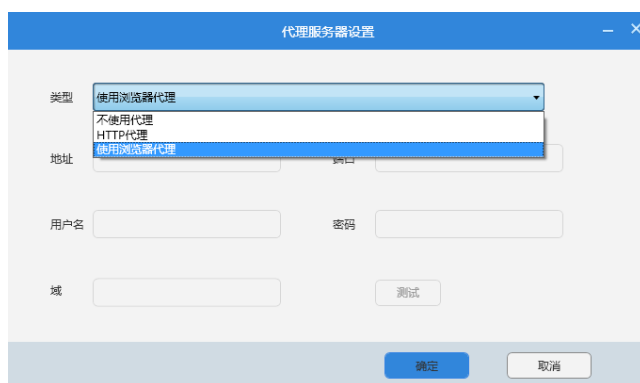 代理服务器设置
类型 使用浏览器代理
不使用代理
HTTP代理
使用浏览器代理
地址 端口
用户名 密码
域 测试
确定 取消